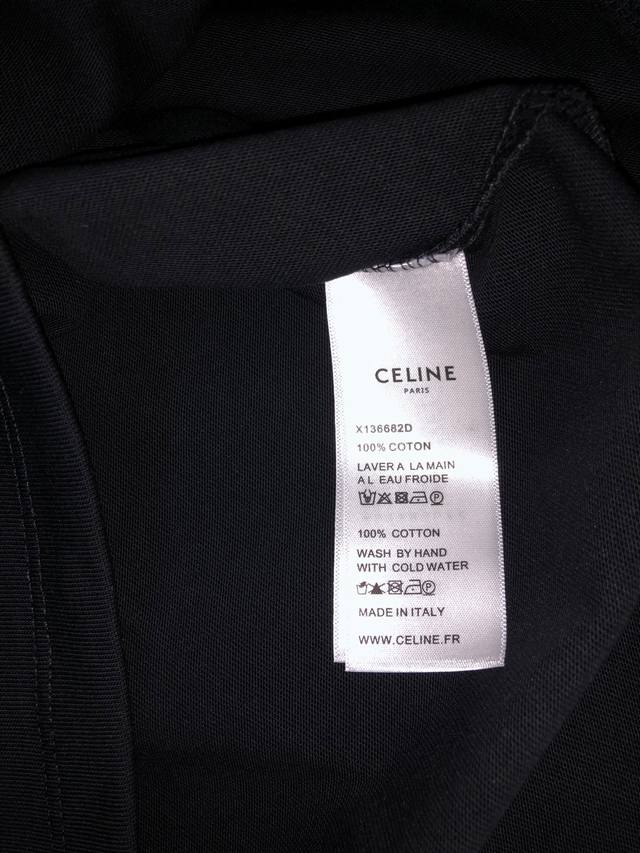 CELINE
PARIS
X136682D
100% COTON
LAVER A LA MAIN
A L EAU FROIDE
100% COTTON
WASH BY HAND
WITH COLD WATER
MADE IN ITALY
WWW.CELINE.FR